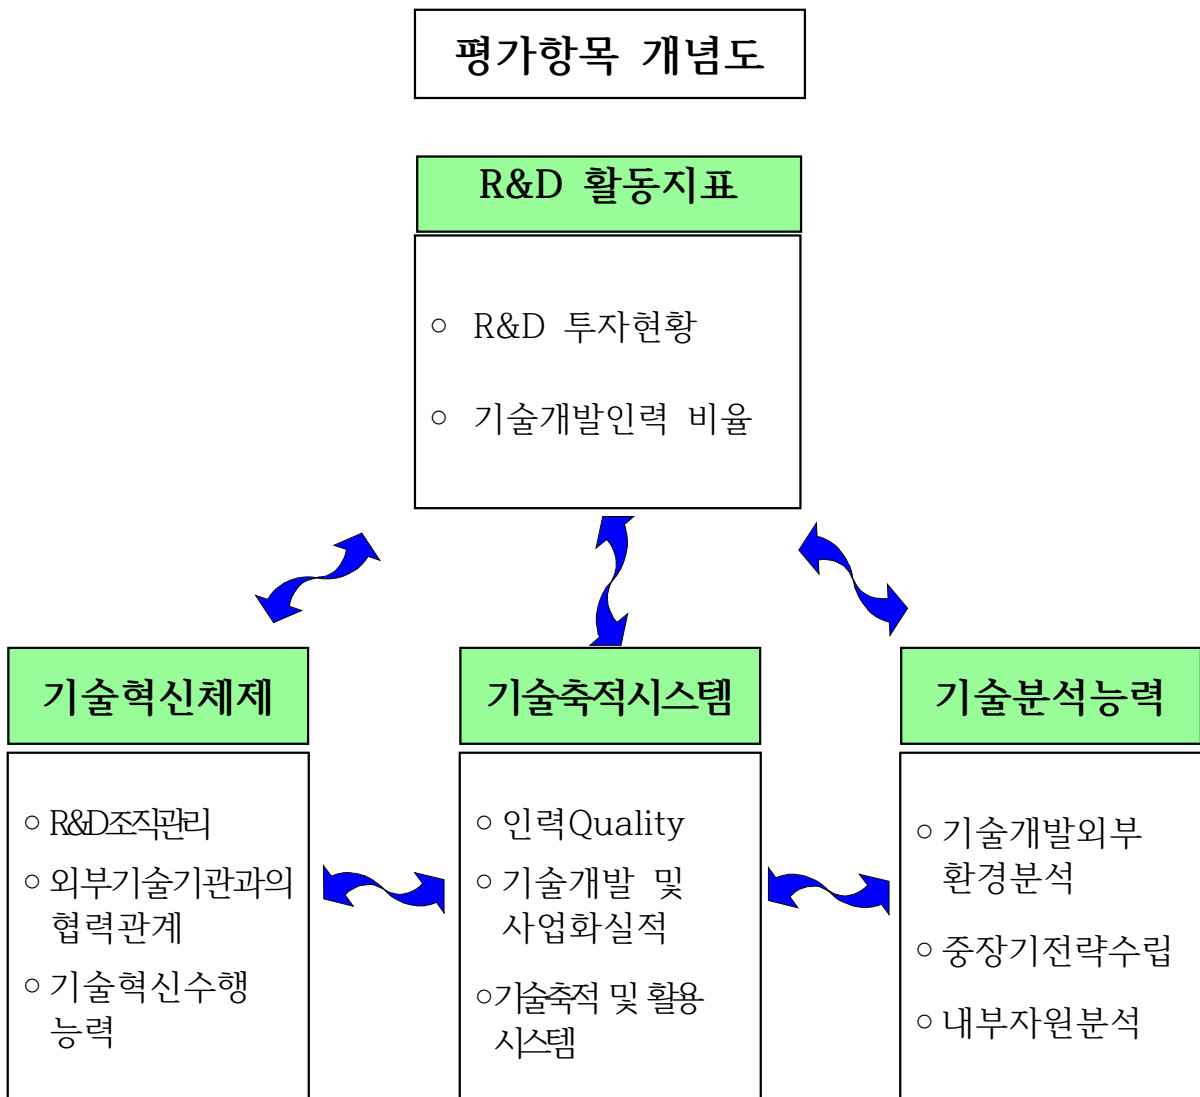 평가항목 개념도
R&D 활동지표
○ R&D 투자현황
○ 기술개발인력 비율
기술혁신체제
○ R&D조직관리
○ 외부기술기관과의
협력관계
○ 기술혁신수행
능력
기술축적시스템
○ 인력Quality
○ 기술개발 및
사업화실적
○기술축적 및 활용
시스템
기술분석능력
○ 기술개발외부
환경분석
○ 중장기전략수립
○ 내부자원분석